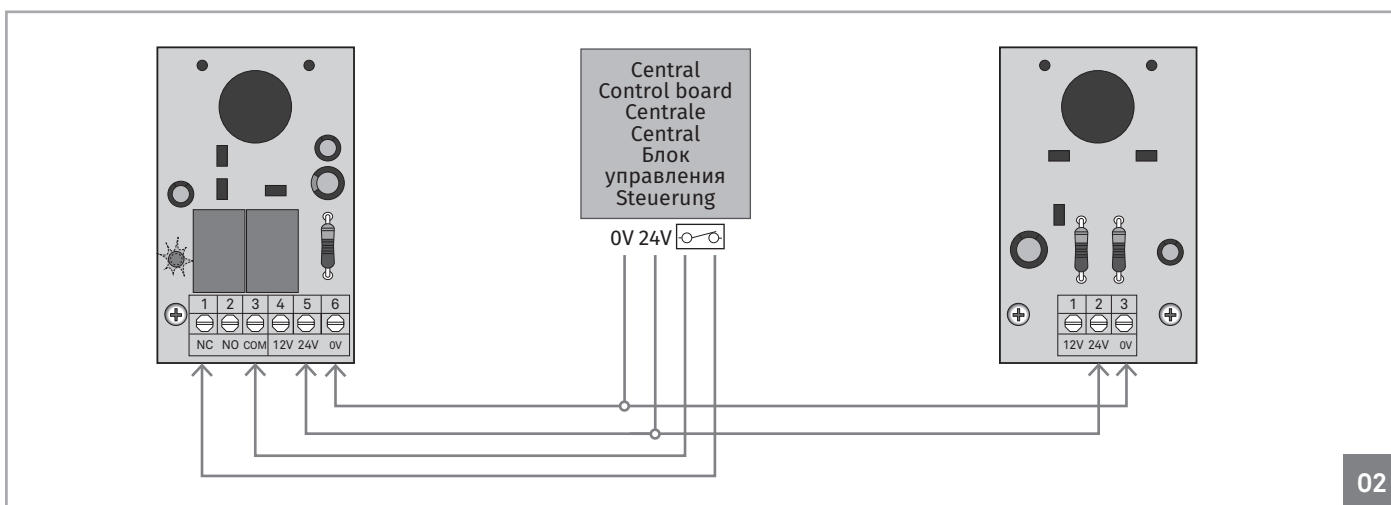 Central
Control board
Centrale
Central
Блок
управления
Steuerung
0V 24V
1 2 3 4 5 6
NC NO COM 12V 24V 0V
1 2 3
12V 24V 0V
02